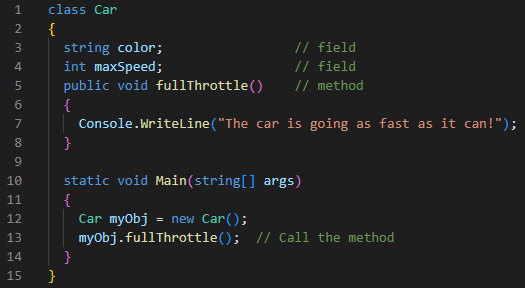 1 class Car
2 {
3   string color;                 // field
4   int maxSpeed;                 // field
5   public void fullThrottle()    // method
6   {
7     Console.WriteLine("The car is going as fast as it can!");
8   }
9
10   static void Main(string[] args)
11   {
12     Car myObj = new Car();
13     myObj.fullThrottle();  // Call the method
14   }
15 }